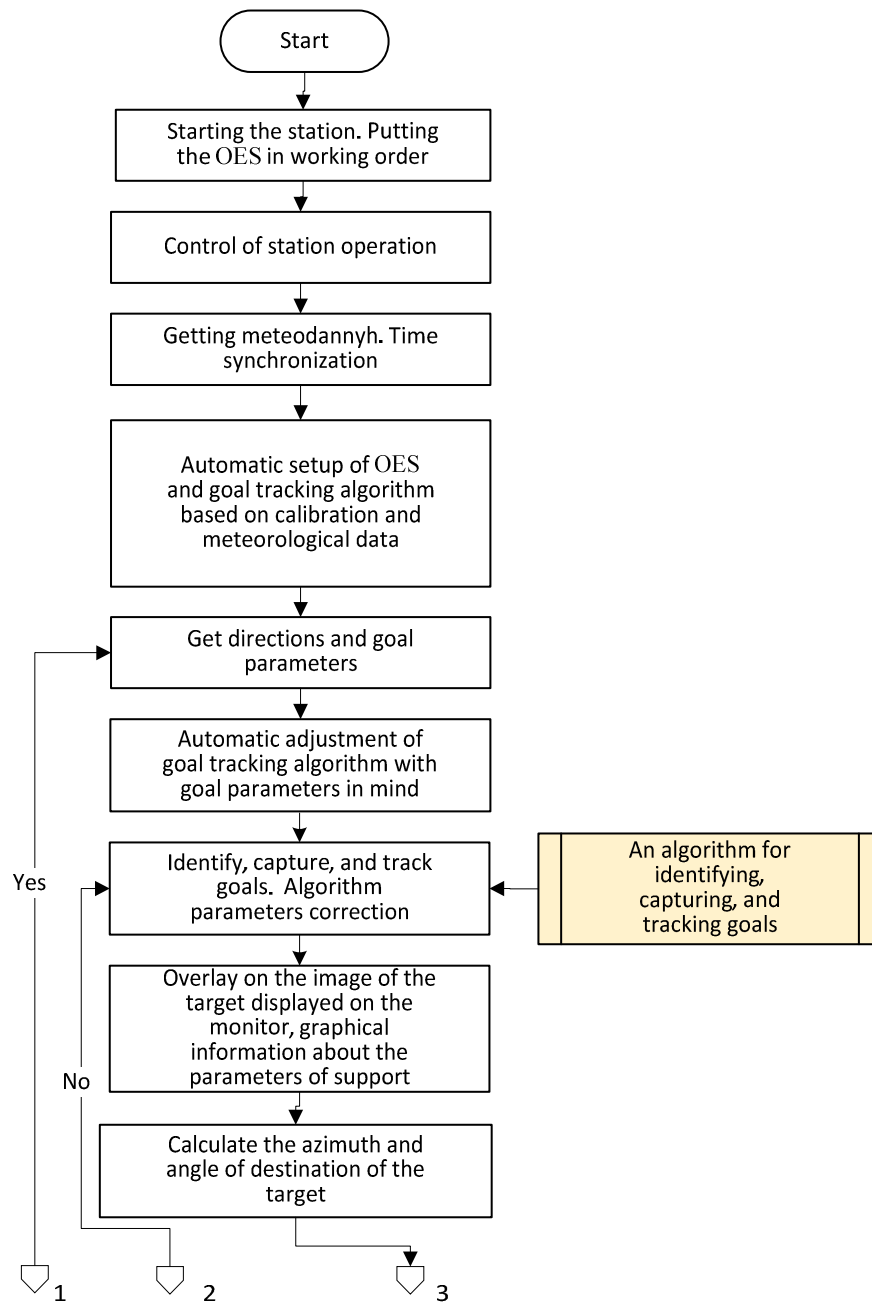 Start
Starting the station. Putting
the OES in working order
Control of station operation
Getting meteodannyh. Time
synchronization
Automatic setup of OES
and goal tracking algorithm
based on calibration and
meteorological data
Get directions and goal
parameters
Automatic adjustment of
goal tracking algorithm with
goal parameters in mind
Identify, capture, and track
goals. Algorithm
parameters correction
An algorithm for
identifying,
capturing, and
tracking goals
Yes
Overlay on the image of the
target displayed on the
monitor, graphical
information about the
parameters of support
No
Calculate the azimuth and
angle of destination of the
target
1
2
3